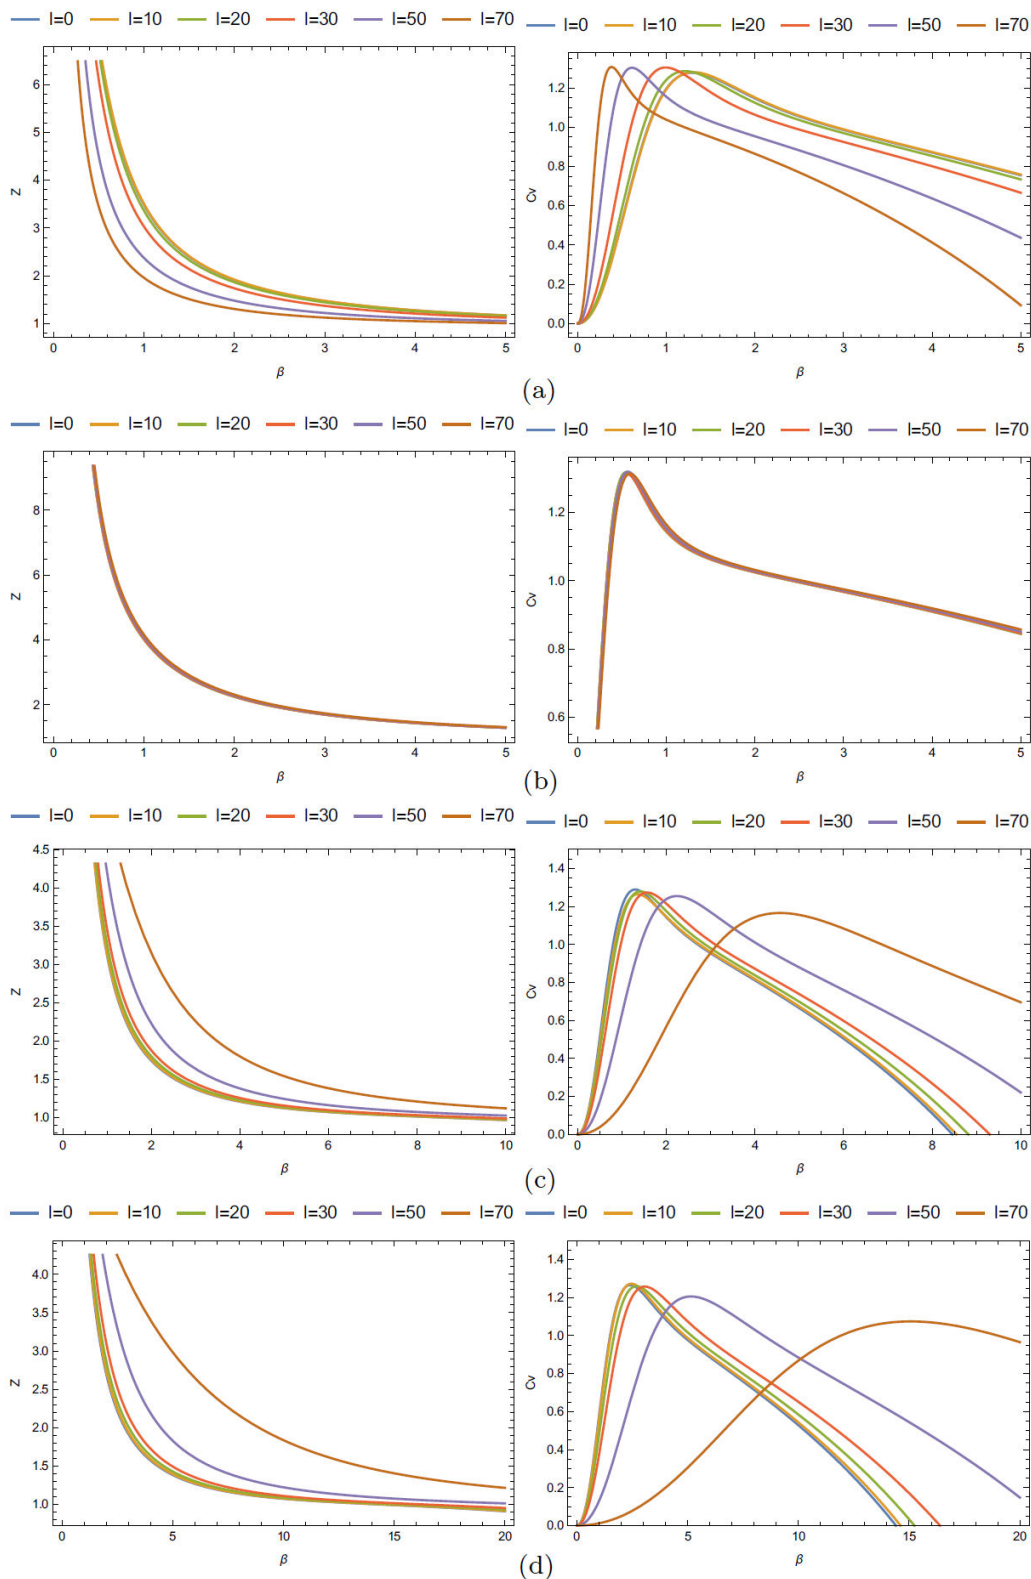 l=0 l=10 l=20 l=30 l=50 l=70
Z
6
5
4
3
2
1
0 1 2 3 4 5
β
l=0 l=10 l=20 l=30 l=50 l=70
Cv
1.2
1.0
0.8
0.6
0.4
0.2
0.0
0 1 2 3 4 5
β
(a)
l=0 l=10 l=20 l=30 l=50 l=70
Z
8
6
4
2
0 1 2 3 4 5
β
l=0 l=10 l=20 l=30 l=50 l=70
Cv
1.2
1.0
0.8
0.6
0 1 2 3 4 5
β
(b)
l=0 l=10 l=20 l=30 l=50 l=70
Z
4.5
4.0
3.5
3.0
2.5
2.0
1.5
1.0
0 2 4 6 8 10
β
l=0 l=10 l=20 l=30 l=50 l=70
Cv
1.4
1.2
1.0
0.8
0.6
0.4
0.2
0.0
0 2 4 6 8 10
β
(c)
l=0 l=10 l=20 l=30 l=50 l=70
Z
4.0
3.5
3.0
2.5
2.0
1.5
1.0
0 5 10 15 20
β
l=0 l=10 l=20 l=30 l=50 l=70
Cv
1.4
1.2
1.0
0.8
0.6
0.4
0.2
0.0
0 5 10 15 20
β
(d)